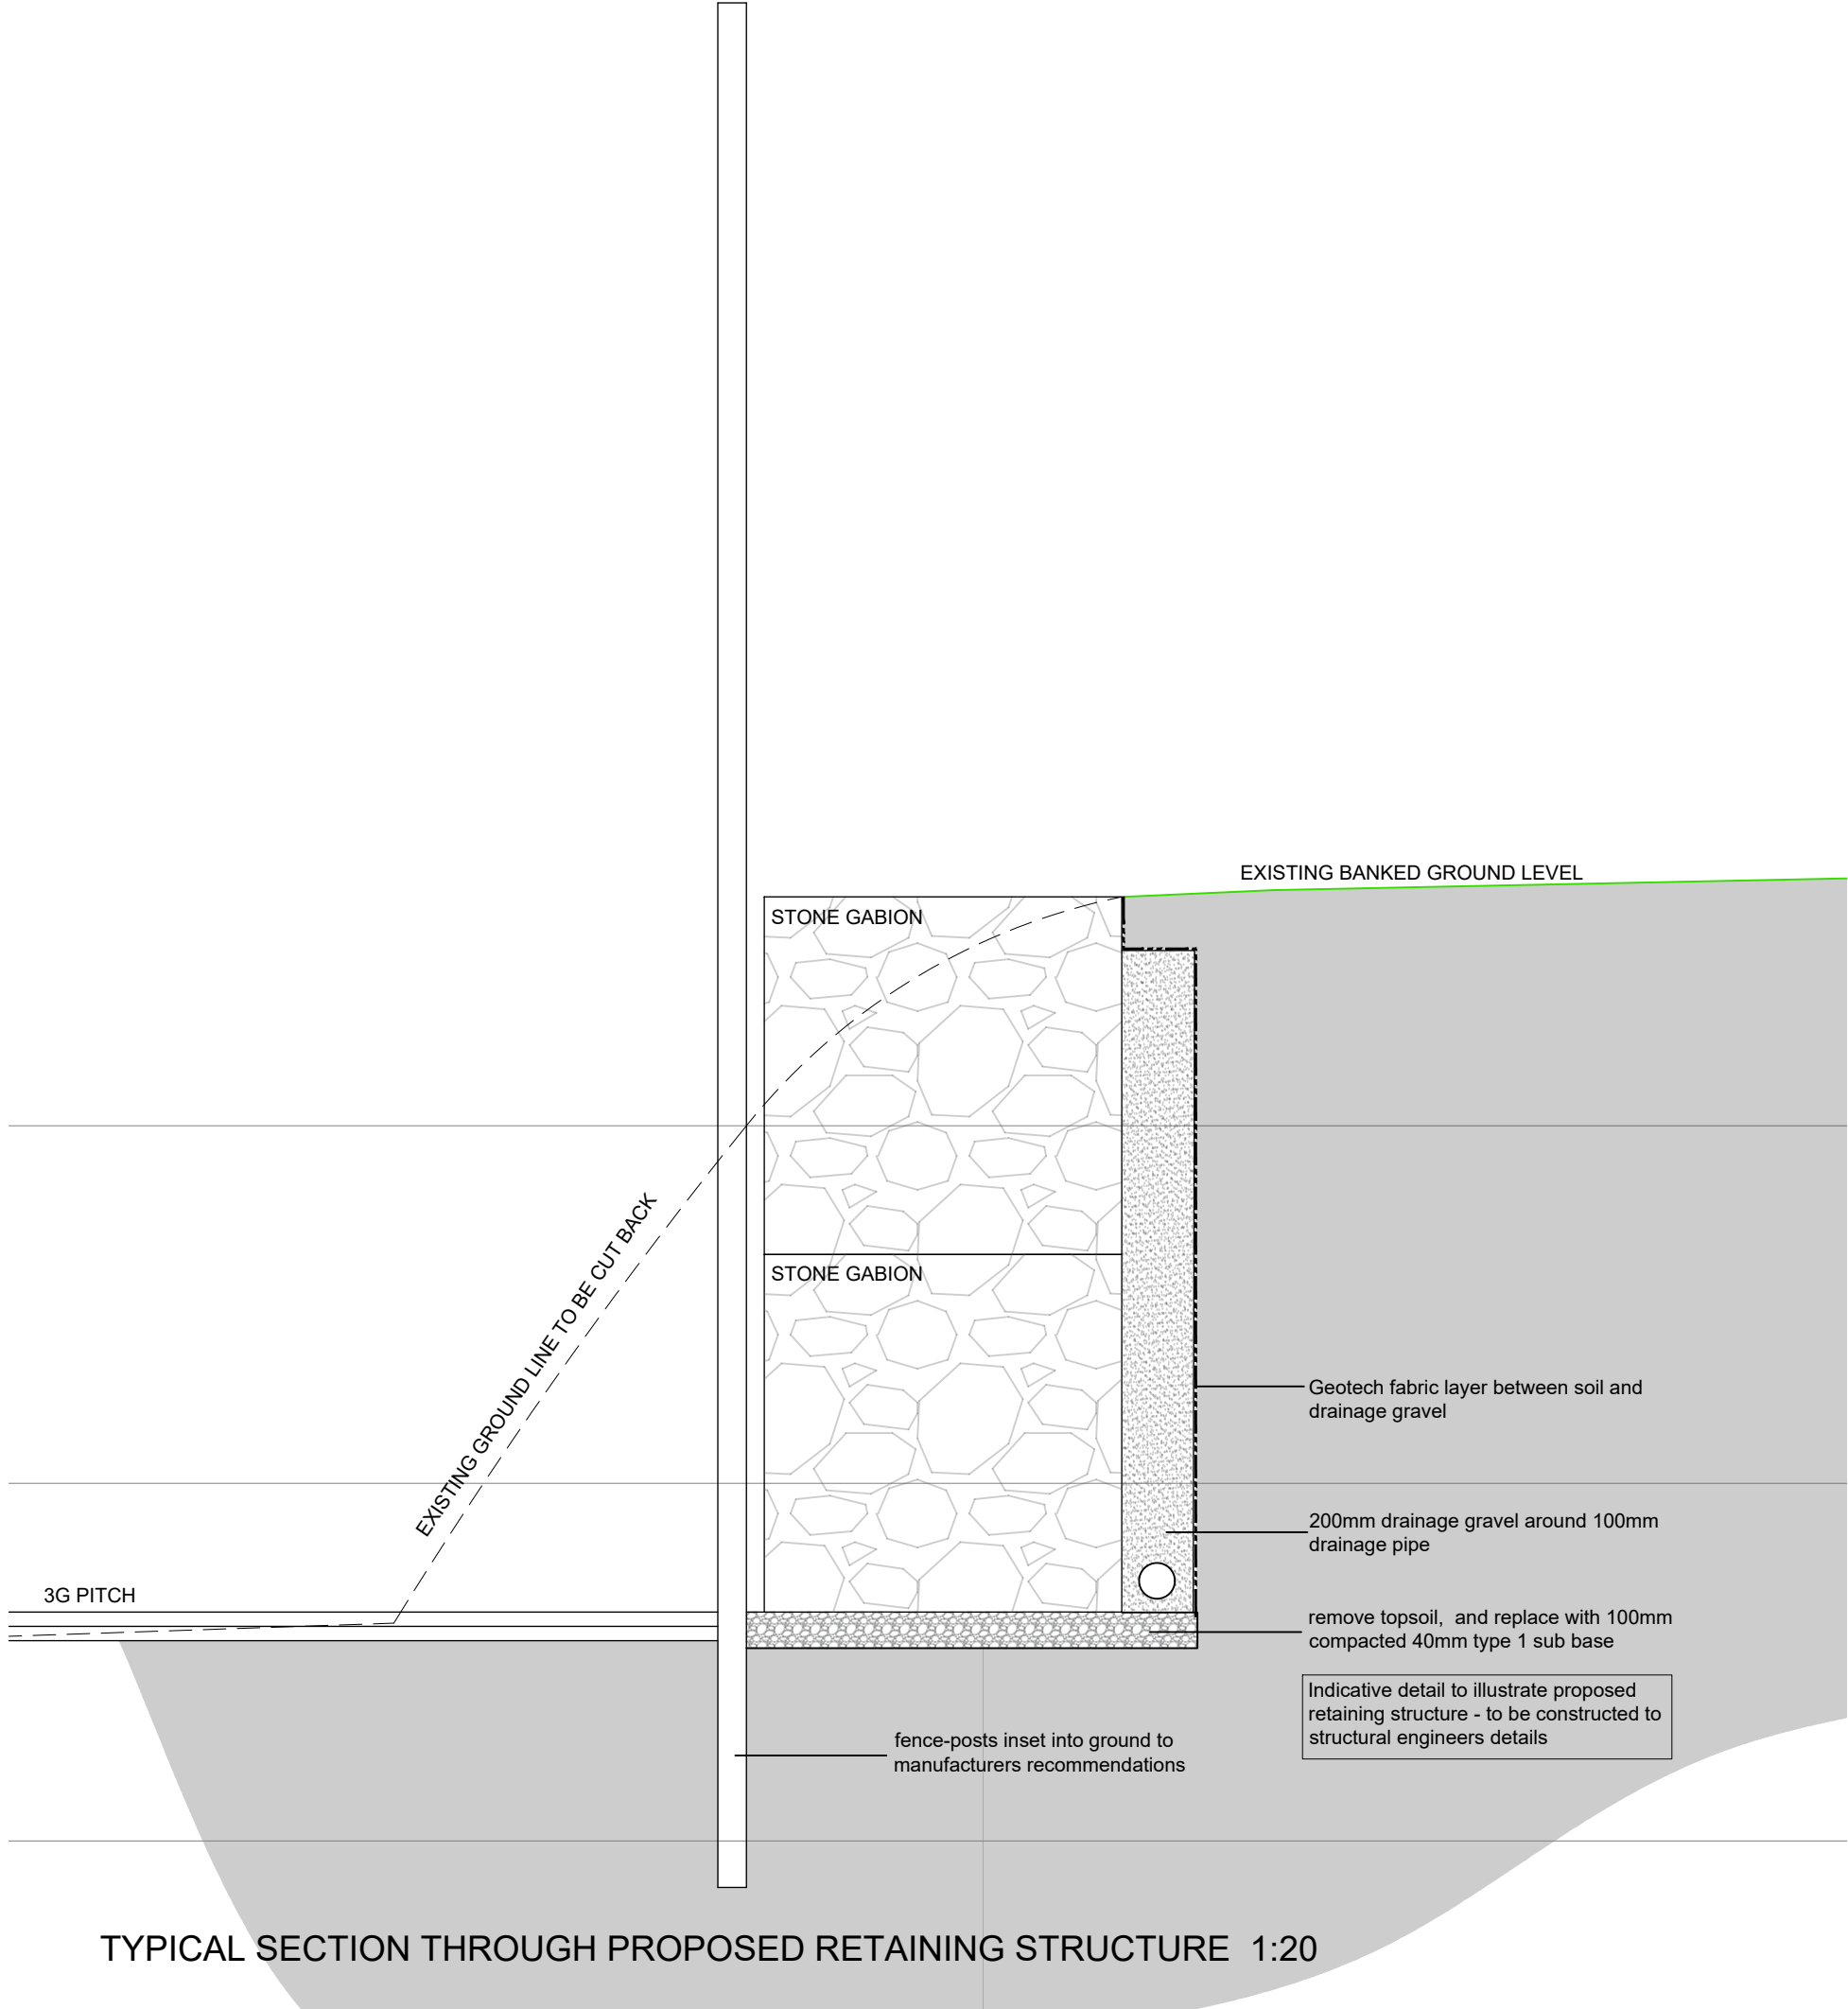 EXISTING BANKED GROUND LEVEL
STONE GABION
EXISTING GROUND LINE TO BE CUT BACK
STONE GABION
Geotech fabric layer between soil and
drainage gravel
200mm drainage gravel around 100mm
drainage pipe
3G PITCH
remove topsoil,  and replace with 100mm
compacted 40mm type 1 sub base
Indicative detail to illustrate proposed
retaining structure - to be constructed to
structural engineers details
fence-posts inset into ground to
manufacturers recommendations
TYPICAL SECTION THROUGH PROPOSED RETAINING STRUCTURE  1:20